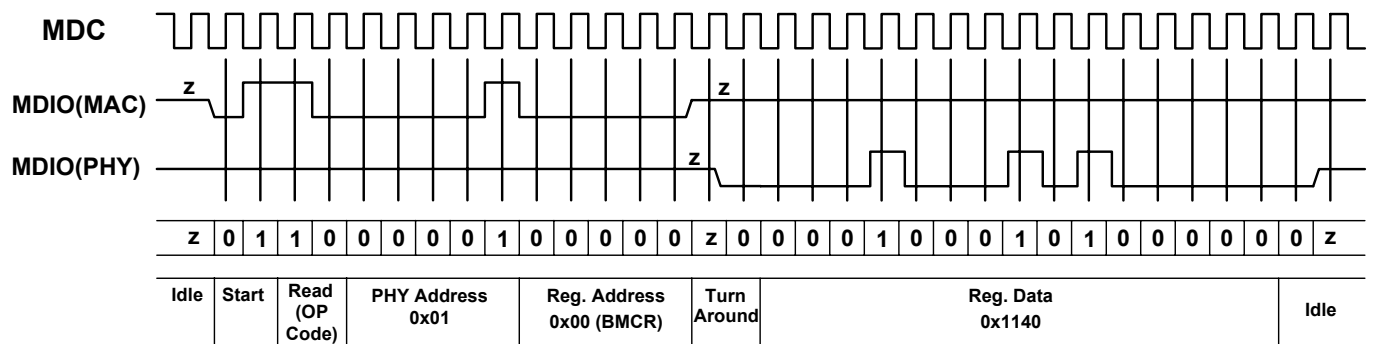 MDC
z
z
MDIO(MAC)
z
MDIO(PHY)
z 0 1 1 0 0 0 0 0 1 0 0 0 0 0 z 0 0 0 0 1 0 0 0 1 0 1 0 0 0 0 0 0 z
Idle
Start
Read
(OP
Code)
PHY Address
0x01
Reg. Address
0x00 (BMCR)
Turn
Around
Reg. Data
0x1140
Idle